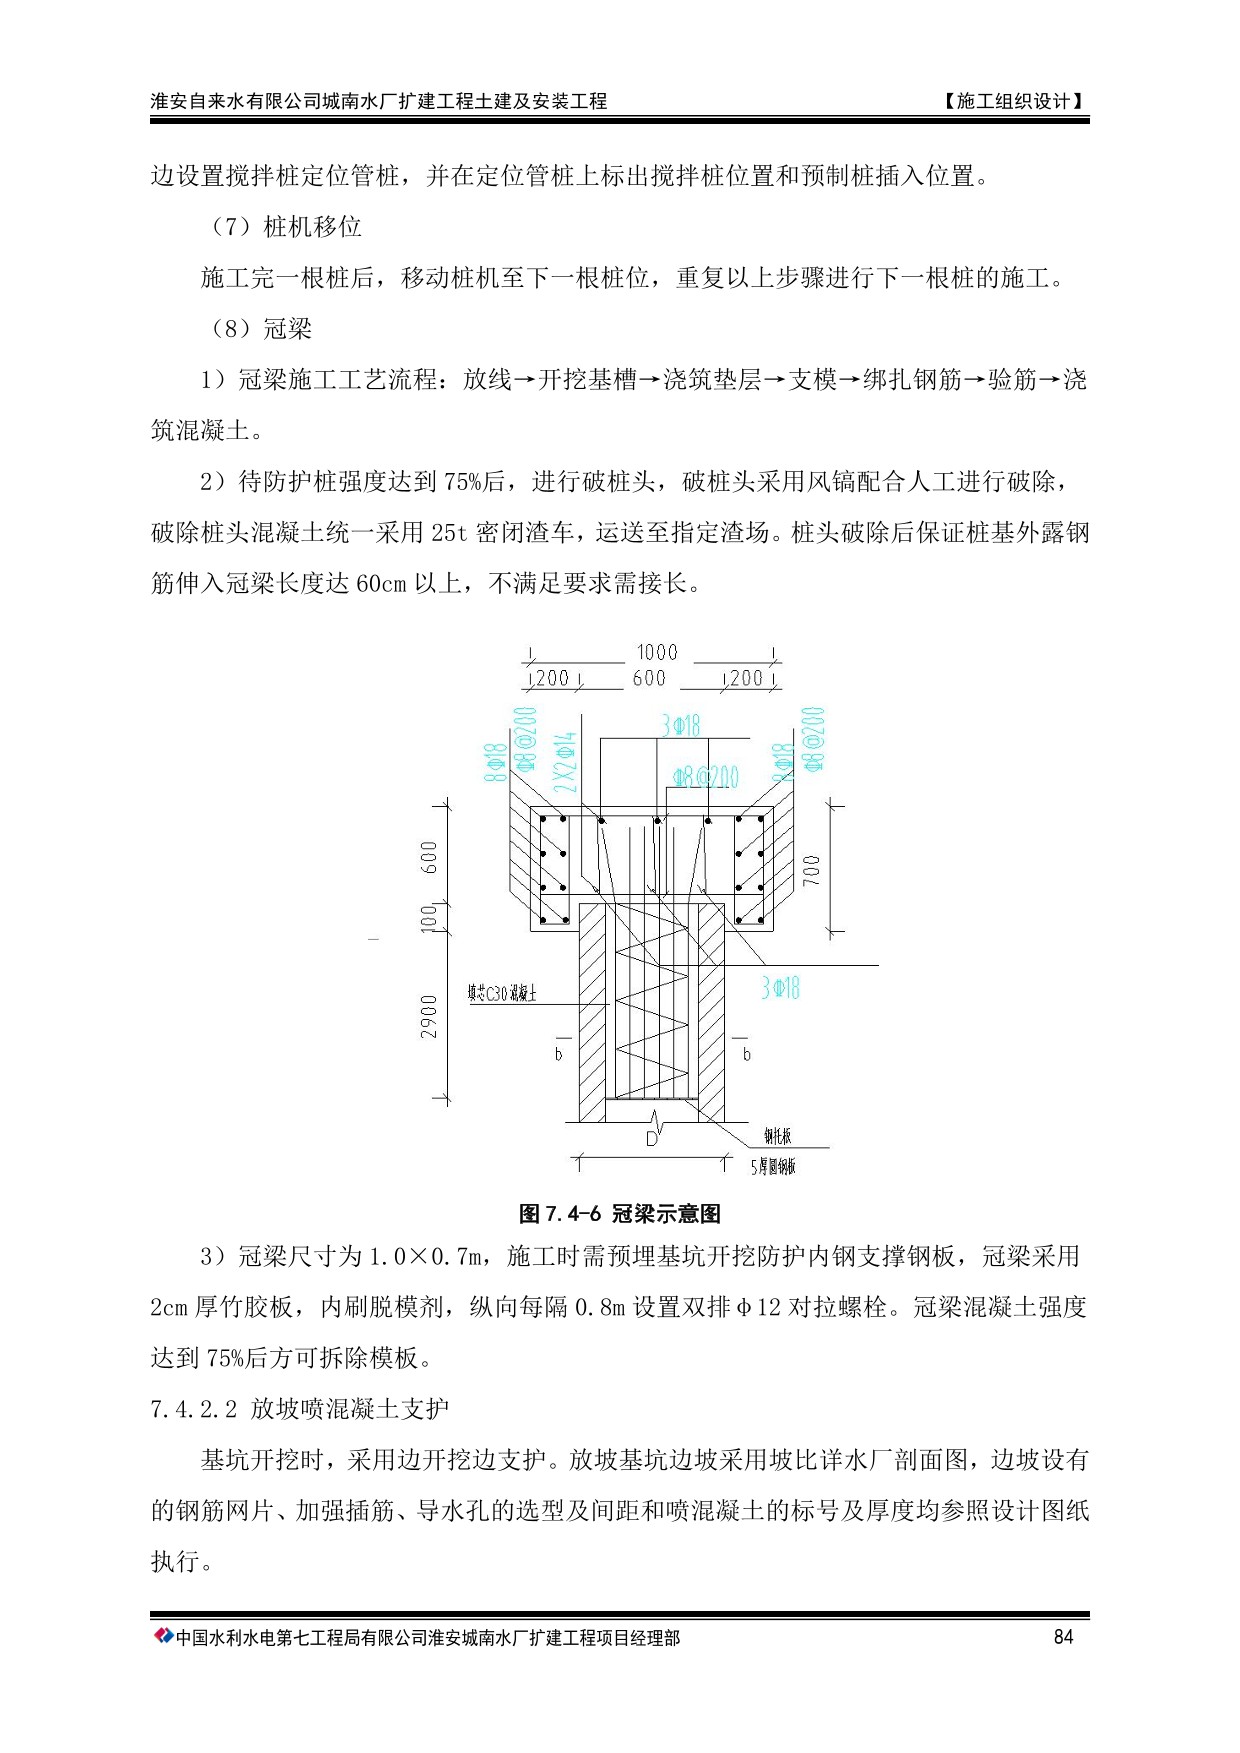 淮安自来水有限公司城南水厂扩建工程土建及安装工程 【施工组织设计】
边设置搅拌桩定位管桩，并在定位管桩上标出搅拌桩位置和预制桩插入位置。
（7）桩机移位
施工完一根桩后，移动桩机至下一根桩位，重复以上步骤进行下一根桩的施工。
（8）冠梁
1）冠梁施工工艺流程：放线→开挖基槽→浇筑垫层→支模→绑扎钢筋→验筋→浇
筑混凝土。
2）待防护桩强度达到 75%后，进行破桩头，破桩头采用风镐配合人工进行破除，
破除桩头混凝土统一采用 25t 密闭渣车，运送至指定渣场。桩头破除后保证桩基外露钢
筋伸入冠梁长度达 60cm 以上，不满足要求需接长。
1000
200 600 200
8Φ18
Φ8@200
2X2Φ14
3Φ18
Φ8@200
8Φ18
Φ8@200
600
700
100
3Φ18
填芯C30混凝土
2900
b b
D
钢托板
5厚圆钢板
图 7.4-6 冠梁示意图
3）冠梁尺寸为 1.0×0.7m，施工时需预埋基坑开挖防护内钢支撑钢板，冠梁采用
2cm 厚竹胶板，内刷脱模剂，纵向每隔 0.8m 设置双排φ12 对拉螺栓。冠梁混凝土强度
达到 75%后方可拆除模板。
7.4.2.2 放坡喷混凝土支护
基坑开挖时，采用边开挖边支护。放坡基坑边坡采用坡比详水厂剖面图，边坡设有
的钢筋网片、加强插筋、导水孔的选型及间距和喷混凝土的标号及厚度均参照设计图纸
执行。
中国水利水电第七工程局有限公司淮安城南水厂扩建工程项目经理部 84